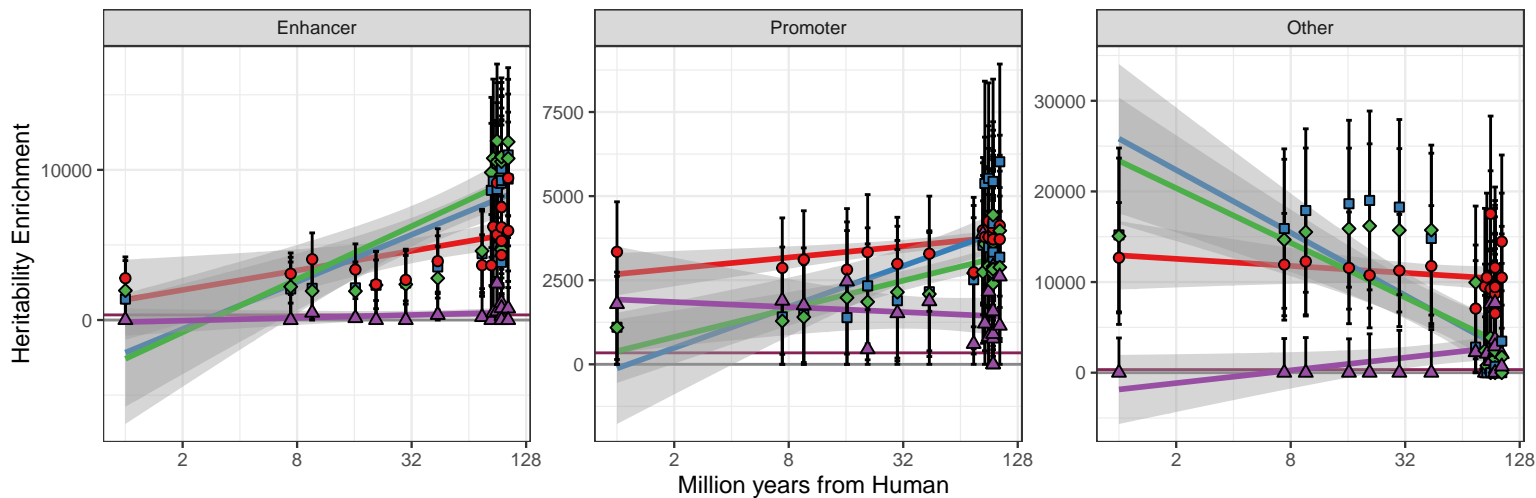 Enhancer
Promoter
Other
Heritability Enrichment
10000
0
7500
5000
2500
0
30000
20000
10000
0
2 8 32 128
2 8 32 128
2 8 32 128
Million years from Human